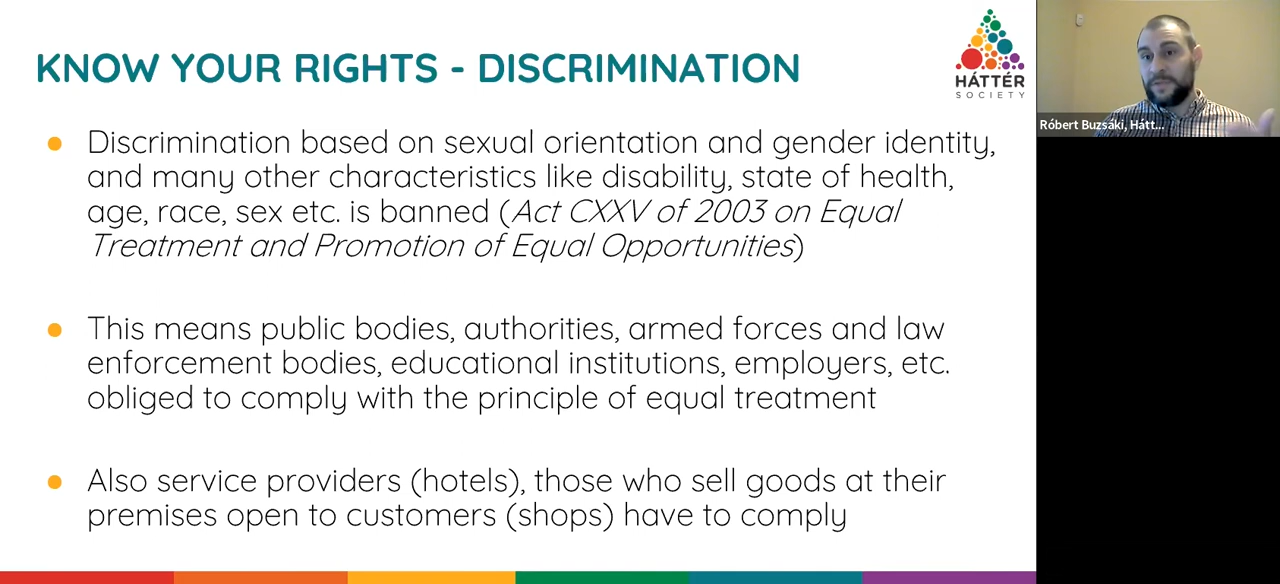 KNOW YOUR RIGHTS - DISCRIMINATION
HÁTTÉR
SOCIETY
Róbert Buzsáki, Hátt...
Discrimination based on sexual orientation and gender identity,
and many other characteristics like disability, state of health,
age, race, sex etc. is banned (Act CXXV of 2003 on Equal
Treatment and Promotion of Equal Opportunities)
This means public bodies, authorities, armed forces and law
enforcement bodies, educational institutions, employers, etc.
obliged to comply with the principle of equal treatment
Also service providers (hotels), those who sell goods at their
premises open to customers (shops) have to comply